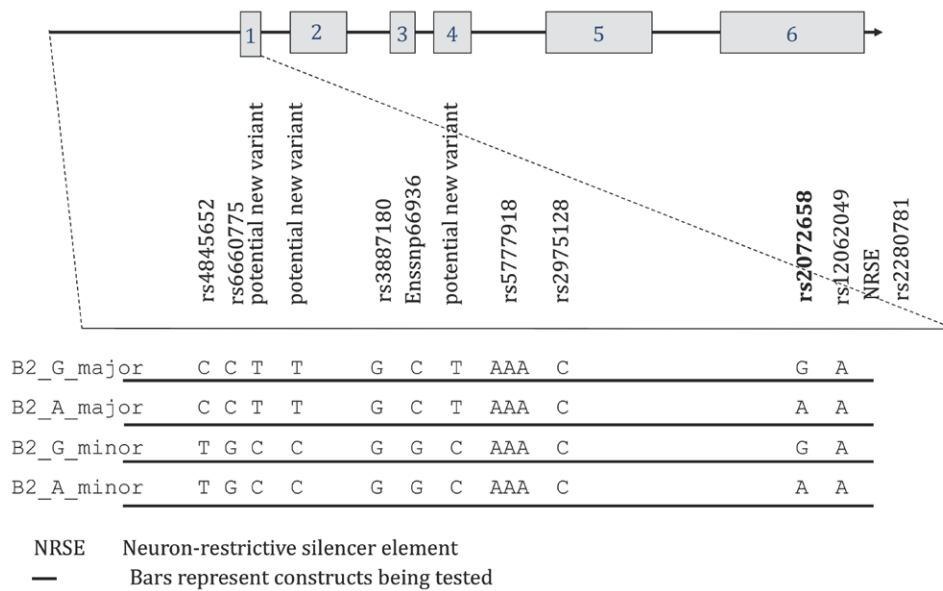 1 2 3 4 5 6
rs4845652
rs6660775
potential new variant
potential new variant
rs3887180
Enssnp66936
potential new variant
rs5777918
rs2975128
rs2072658
rs12062049
NRSE
rs2280781
B2_G_major C C T T G C T AAA C G A
B2_A_major C C T T G C T AAA C A A
B2_G_minor T G C C G G C AAA C G A
B2_A_minor T G C C G G C AAA C A A
NRSE Neuron-restrictive silencer element
Bars represent constructs being tested